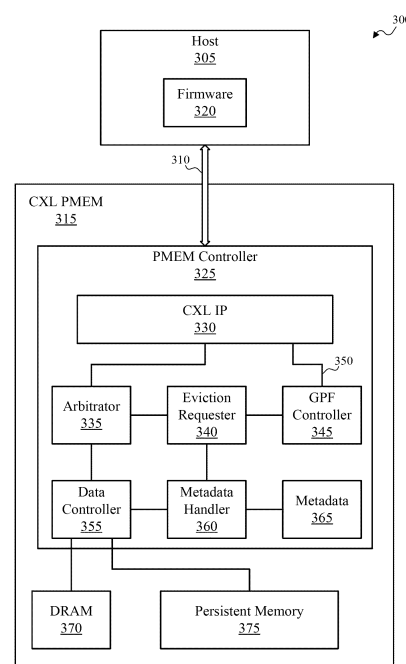 300
Host
305
Firmware
320
310
CXL PMEM
315
PMEM Controller
325
CXL IP
330
350
Arbitrator
335
Eviction
Requester
340
GPF
Controller
345
Data
Controller
355
Metadata
Handler
360
Metadata
365
DRAM
370
Persistent Memory
375